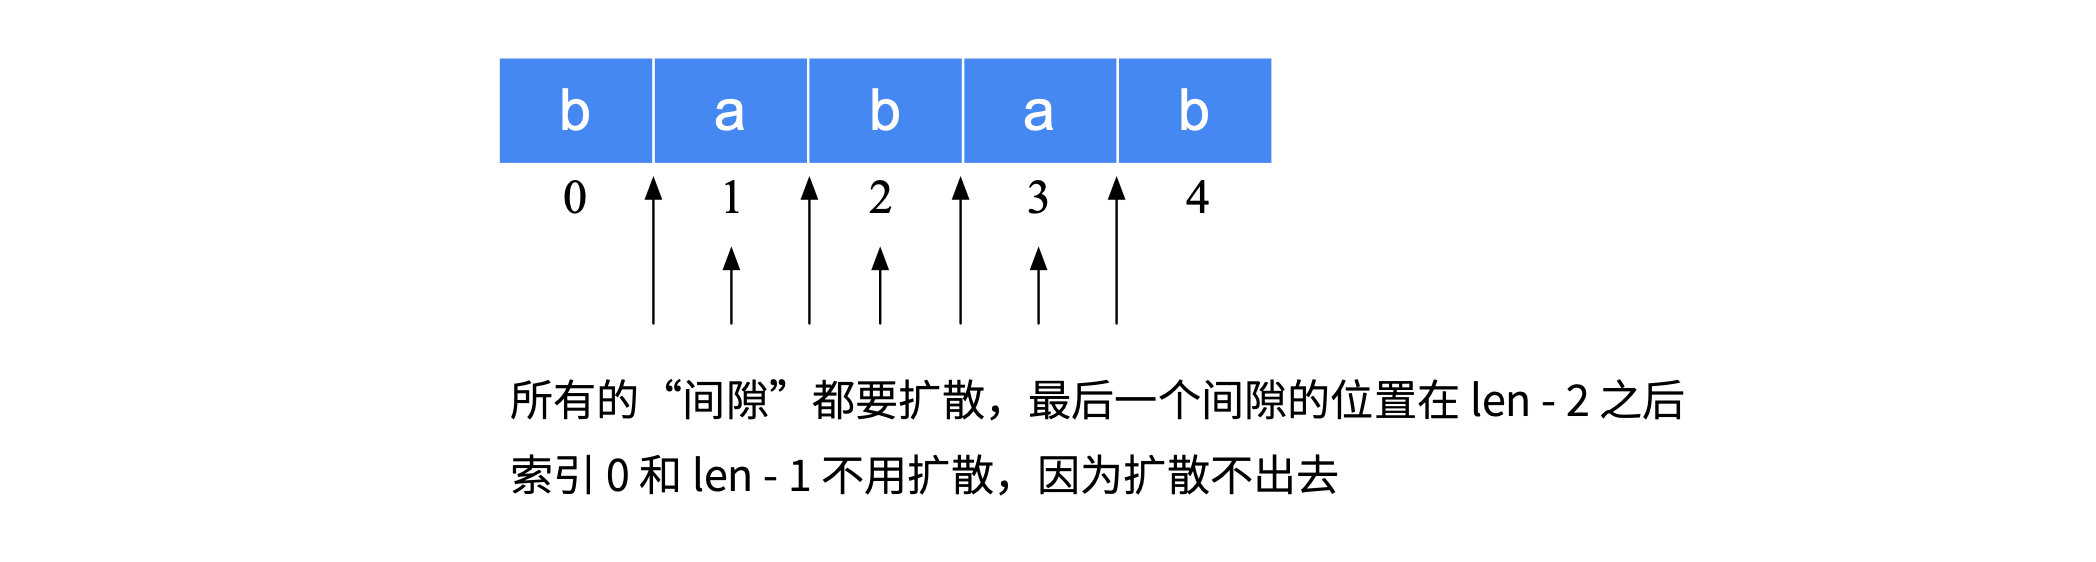 b a b a b
0 1 2 3 4
所有的“间隙”都要扩散，最后一个间隙的位置在 len - 2 之后
索引 0 和 len - 1 不用扩散，因为扩散不出去